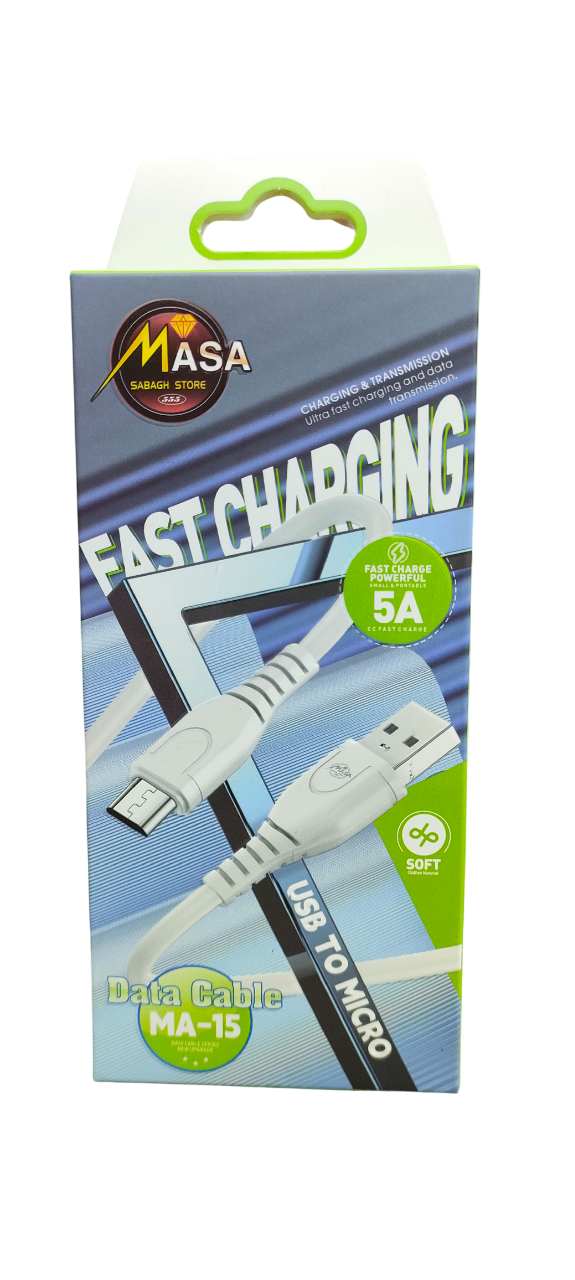 MASA
SABAGH STORE
555
CHARGING & TRANSMISSION
Ultra fast charging and data
transmission.
FAST CHARGING
FAST CHARGE
POWERFUL
SMALL & PORTABLE
5A
CC FAST CHARGE
SOFT
USB TO MICRO
Data Cable
MA-15
DATA CABLE SERIES
NEW UPGRADE